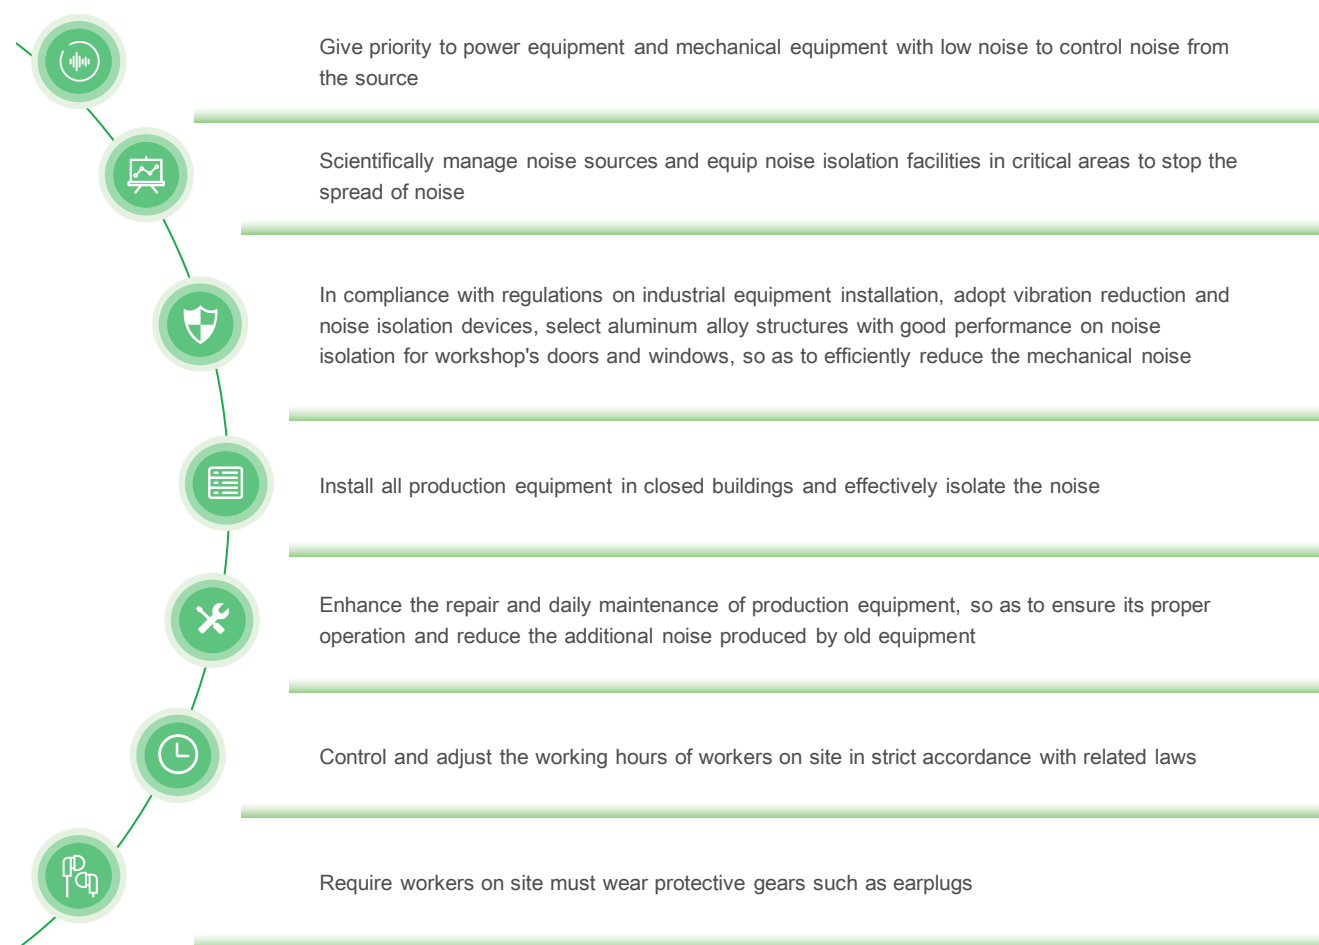 Give priority to power equipment and mechanical equipment with low noise to control noise from
the source
Scientifically manage noise sources and equip noise isolation facilities in critical areas to stop the
spread of noise
In compliance with regulations on industrial equipment installation, adopt vibration reduction and
noise isolation devices, select aluminum alloy structures with good performance on noise
isolation for workshop's doors and windows, so as to efficiently reduce the mechanical noise
Install all production equipment in closed buildings and effectively isolate the noise
Enhance the repair and daily maintenance of production equipment, so as to ensure its proper
operation and reduce the additional noise produced by old equipment
Control and adjust the working hours of workers on site in strict accordance with related laws
Require workers on site must wear protective gears such as earplugs